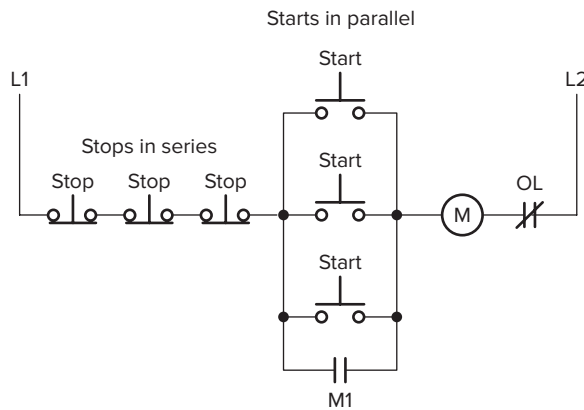 Starts in parallel
Start
L1
L2
Stops in series
Stop Stop Stop
Start
OL
M
Start
M1